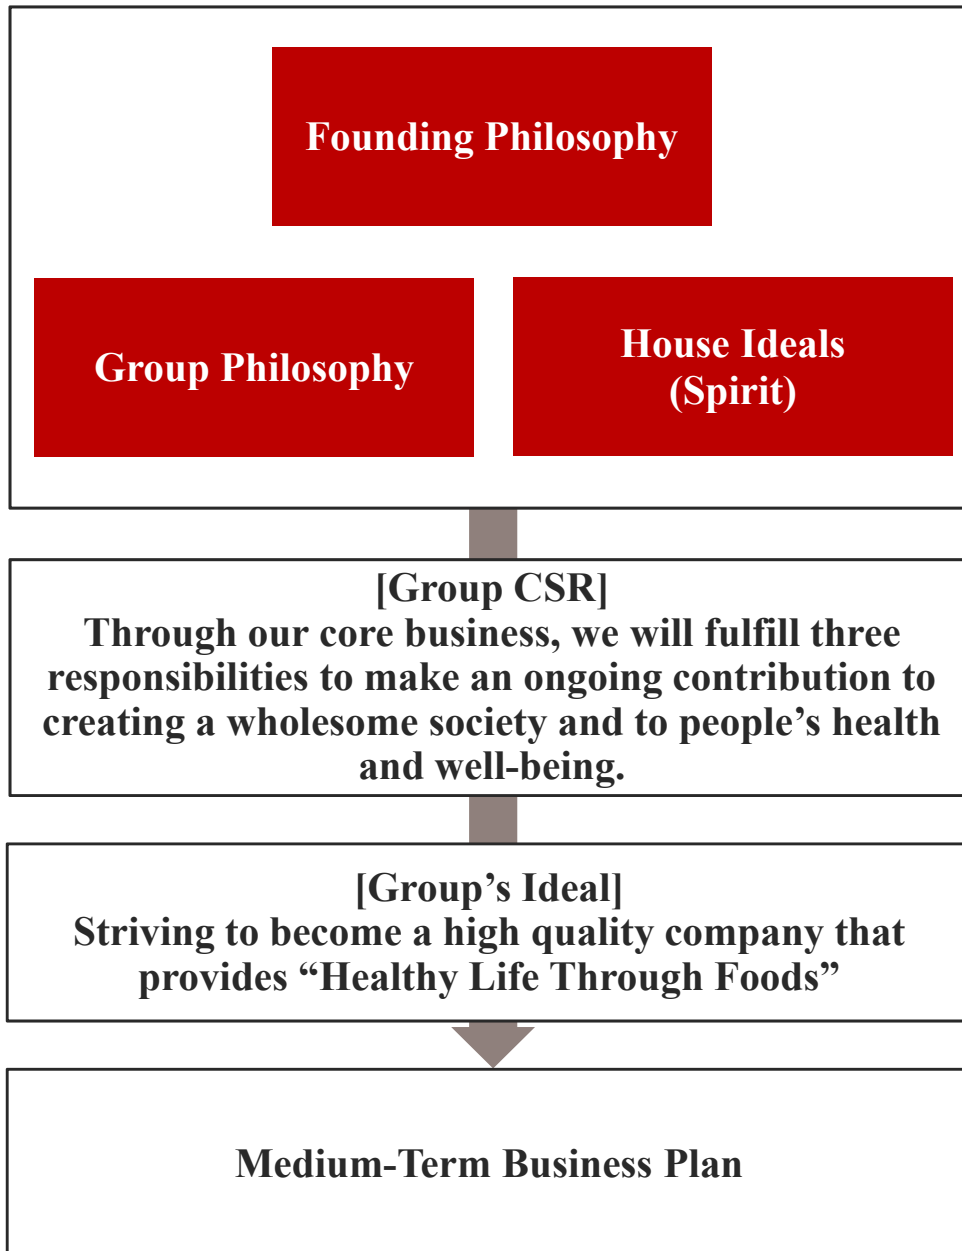 Founding Philosophy
Group Philosophy
House Ideals
(Spirit)
[Group CSR]
Through our core business, we will fulfill three
responsibilities to make an ongoing contribution to
creating a wholesome society and to people’s health
and well-being.
[Group’s Ideal]
Striving to become a high quality company that
provides “Healthy Life Through Foods”
Medium-Term Business Plan